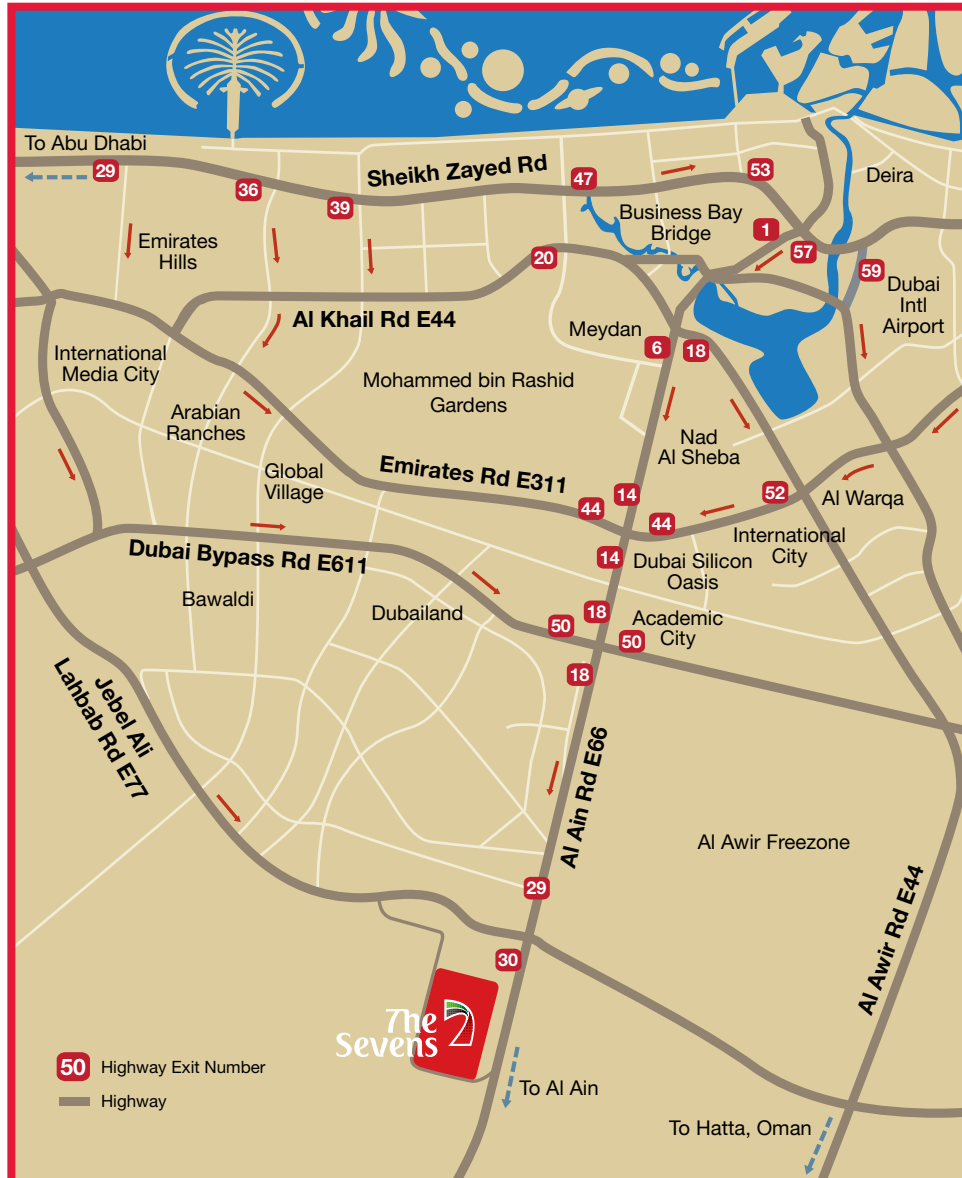 To Abu Dhabi
29
36
39
Sheikh Zayed Rd
47
53
Deira
Emirates
Hills
Business Bay
Bridge
1
57
20
59
Dubai
Intl
Airport
Al Khail Rd E44
Meydan
6
18
International
Media City
Mohammed bin Rashid
Gardens
Arabian
Ranches
Nad
Al Sheba
Global
Village
Emirates Rd E311
44
14
44
52
Al Warqa
International
City
Dubai Bypass Rd E611
14
Dubai Silicon
Oasis
Bawaldi
Dubailand
50
18
Academic
City
50
18
Jebel Ali
Lahbab Rd E77
Al Ain Rd E66
Al Awir Freezone
29
Al Awir Rd E44
30
The
Sevens
50 Highway Exit Number
Highway
To Al Ain
To Hatta, Oman